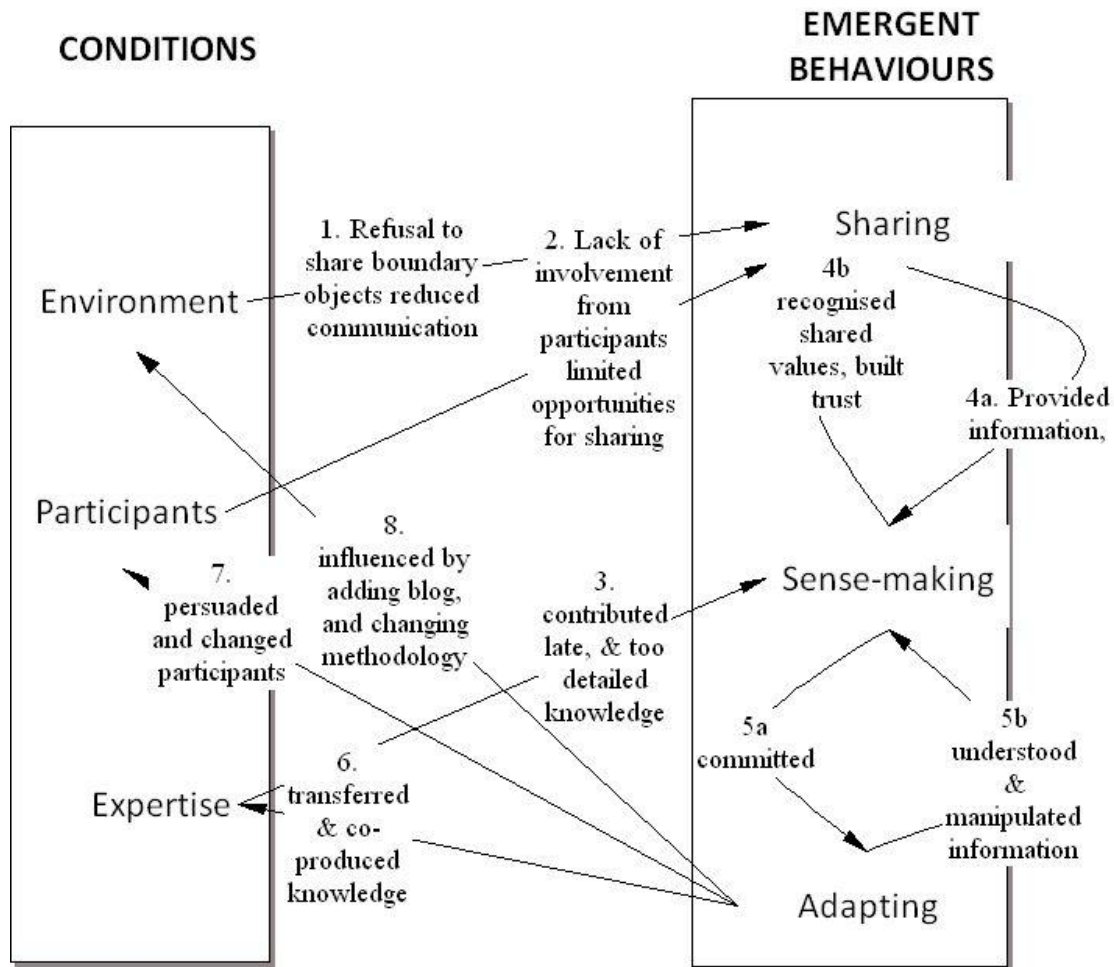 CONDITIONS
EMERGENT
BEHAVIOURS
Environment
Participants
Expertise
1. Refusal to
share boundary
objects reduced
communication
2. Lack of
involvement
from
participants
limited
opportunities
for sharing
Sharing
4b
recognised
shared
values, built
trust
4a. Provided
information,
Sense-making
8.
influenced by
adding blog,
and changing
methodology
7.
persuaded
and changed
participants
3.
contributed
late, & too
detailed
knowledge
5a
committed
5b
understood
&
manipulated
information
6.
transferred
& co-
produced
knowledge
Adapting